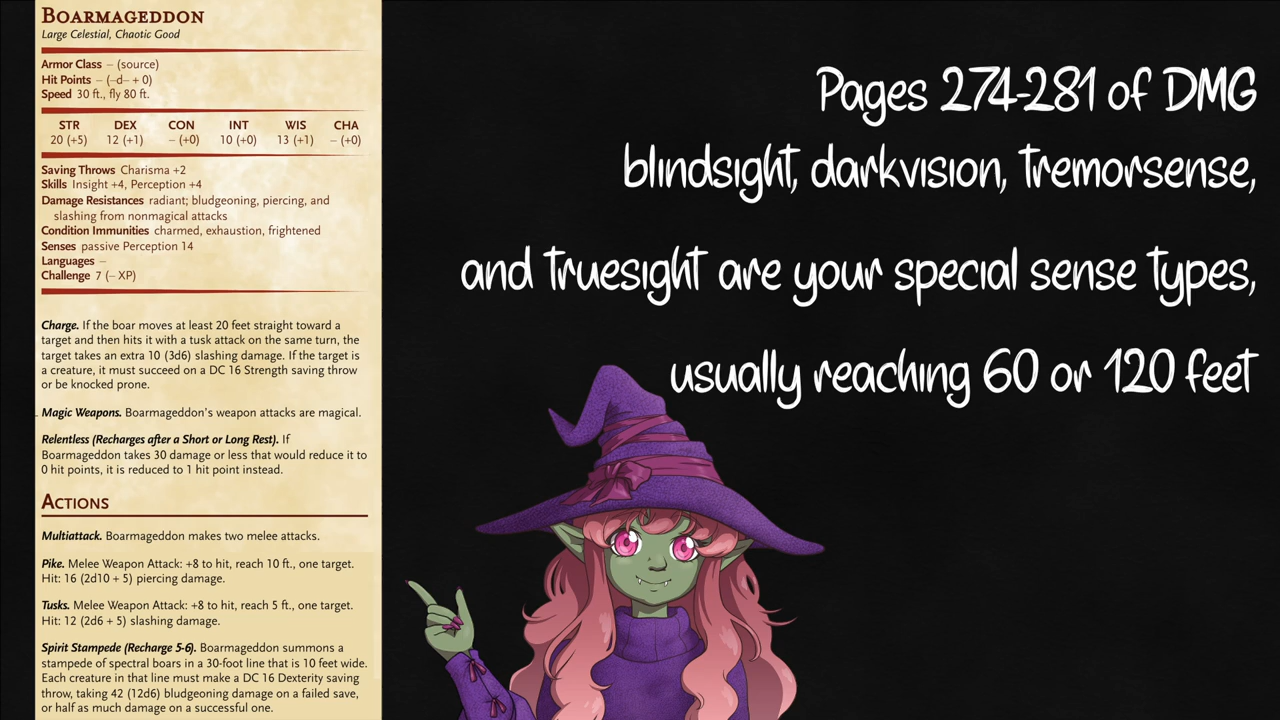 Boarmageddon
Large Celestial, Chaotic Good
Armor Class – (source)
Hit Points – (–d– + 0)
Speed 30 ft., fly 80 ft.
STR DEX CON INT WIS CHA
20 (+5) 12 (+1) – (+0) 10 (+0) 13 (+1) – (+0)
Saving Throws Charisma +2
Skills Insight +4, Perception +4
Damage Resistances radiant; bludgeoning, piercing, and
slashing from nonmagical attacks
Condition Immunities charmed, exhaustion, frightened
Senses passive Perception 14
Languages –
Challenge 7 (– XP)
Charge. If the boar moves at least 20 feet straight toward a
target and then hits it with a tusk attack on the same turn, the
target takes an extra 10 (3d6) slashing damage. If the target is
a creature, it must succeed on a DC 16 Strength saving throw
or be knocked prone.
Magic Weapons. Boarmageddon's weapon attacks are magical.
Relentless (Recharges after a Short or Long Rest). If
Boarmageddon takes 30 damage or less that would reduce it to
0 hit points, it is reduced to 1 hit point instead.
Actions
Multiattack. Boarmageddon makes two melee attacks.
Pike. Melee Weapon Attack: +8 to hit, reach 10 ft., one target.
Hit: 16 (2d10 + 5) piercing damage.
Tusks. Melee Weapon Attack: +8 to hit, reach 5 ft., one target.
Hit: 12 (2d6 + 5) slashing damage.
Spirit Stampede (Recharge 5-6). Boarmageddon summons a
stampede of spectral boars in a 30-foot line that is 10 feet wide.
Each creature in that line must make a DC 16 Dexterity saving
throw, taking 42 (12d6) bludgeoning damage on a failed save,
or half as much damage on a successful one.
Pages 274-281 of DMG
blindsight, darkvision, tremorsense,
and truesight are your special sense types,
usually reaching 60 or 120 feet